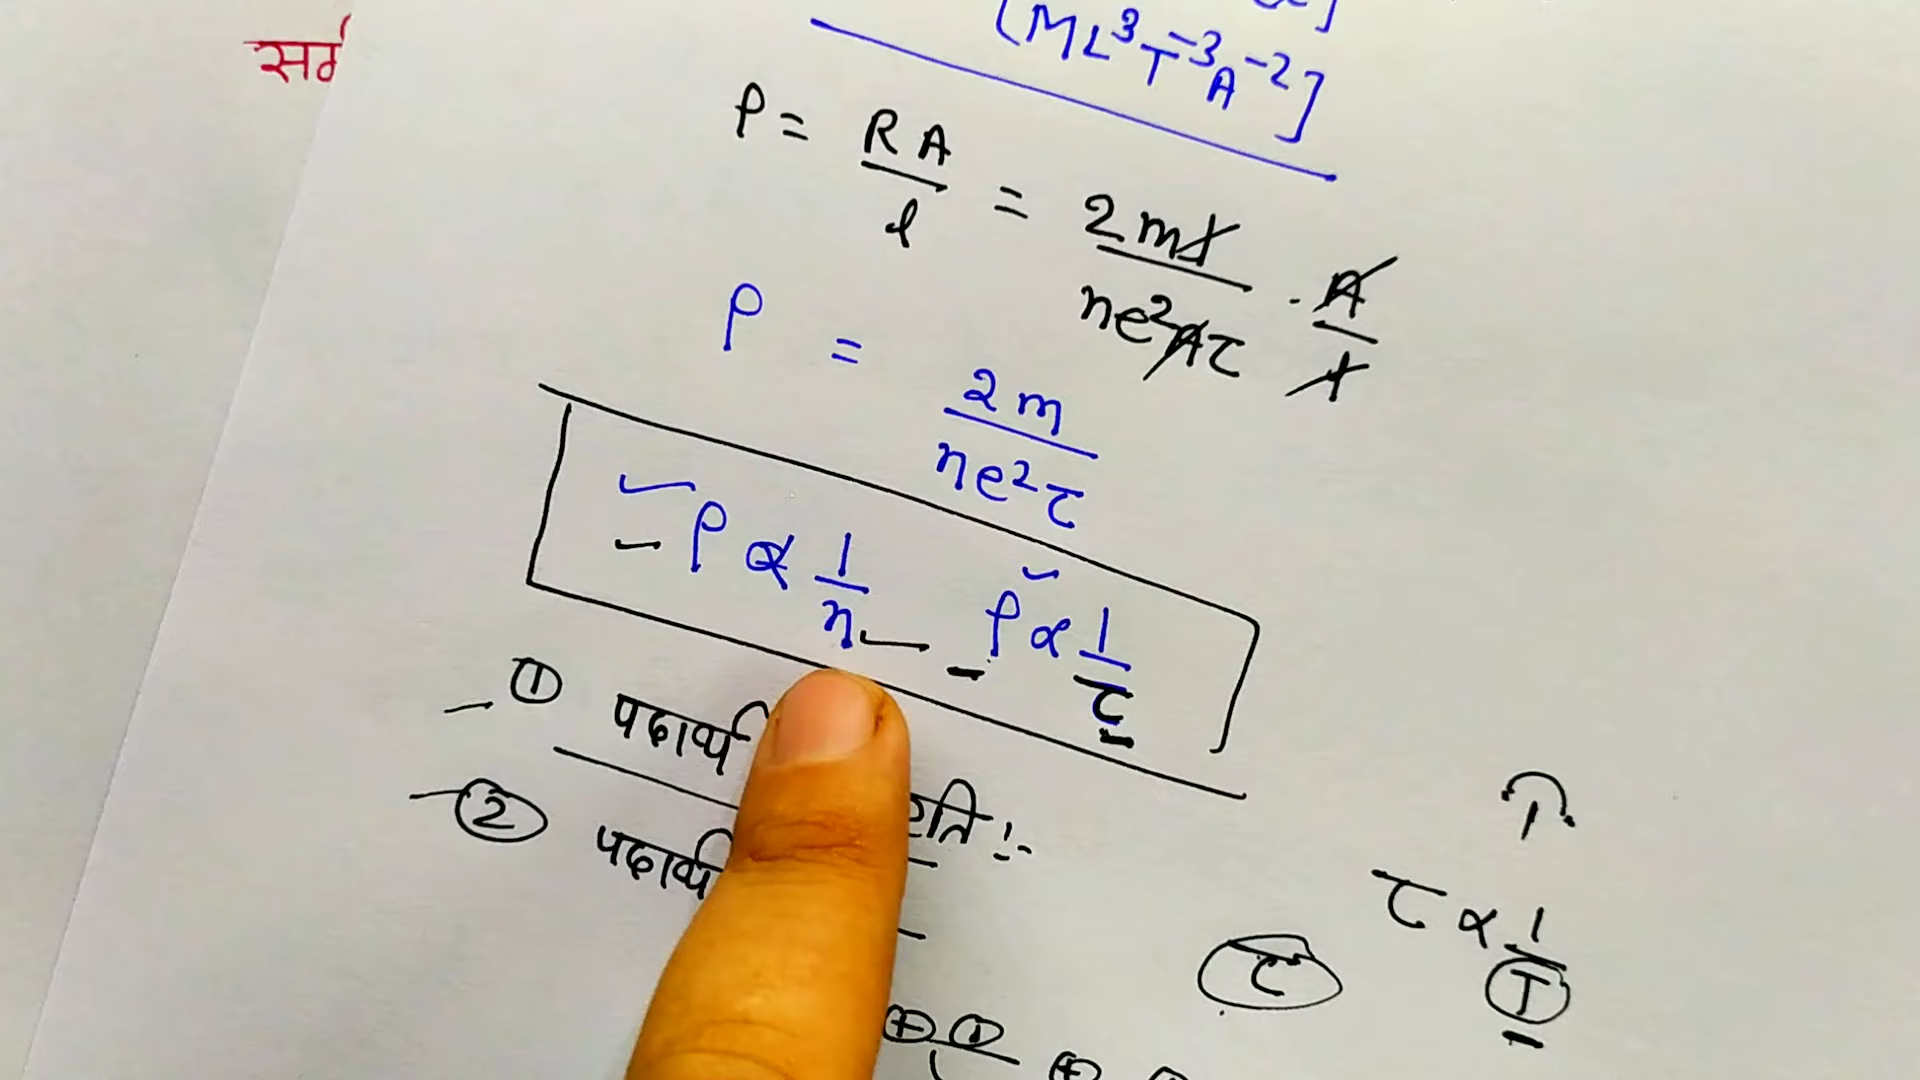 [ML³T⁻³A⁻²]
ρ = RA/l = 2ml/ne²Aτ · A/l
ρ = 2m/ne²τ
ρ ∝ 1/n ρ ∝ 1/τ
① पदार्थ
② पदार्थ
τ τ ∝ 1/T